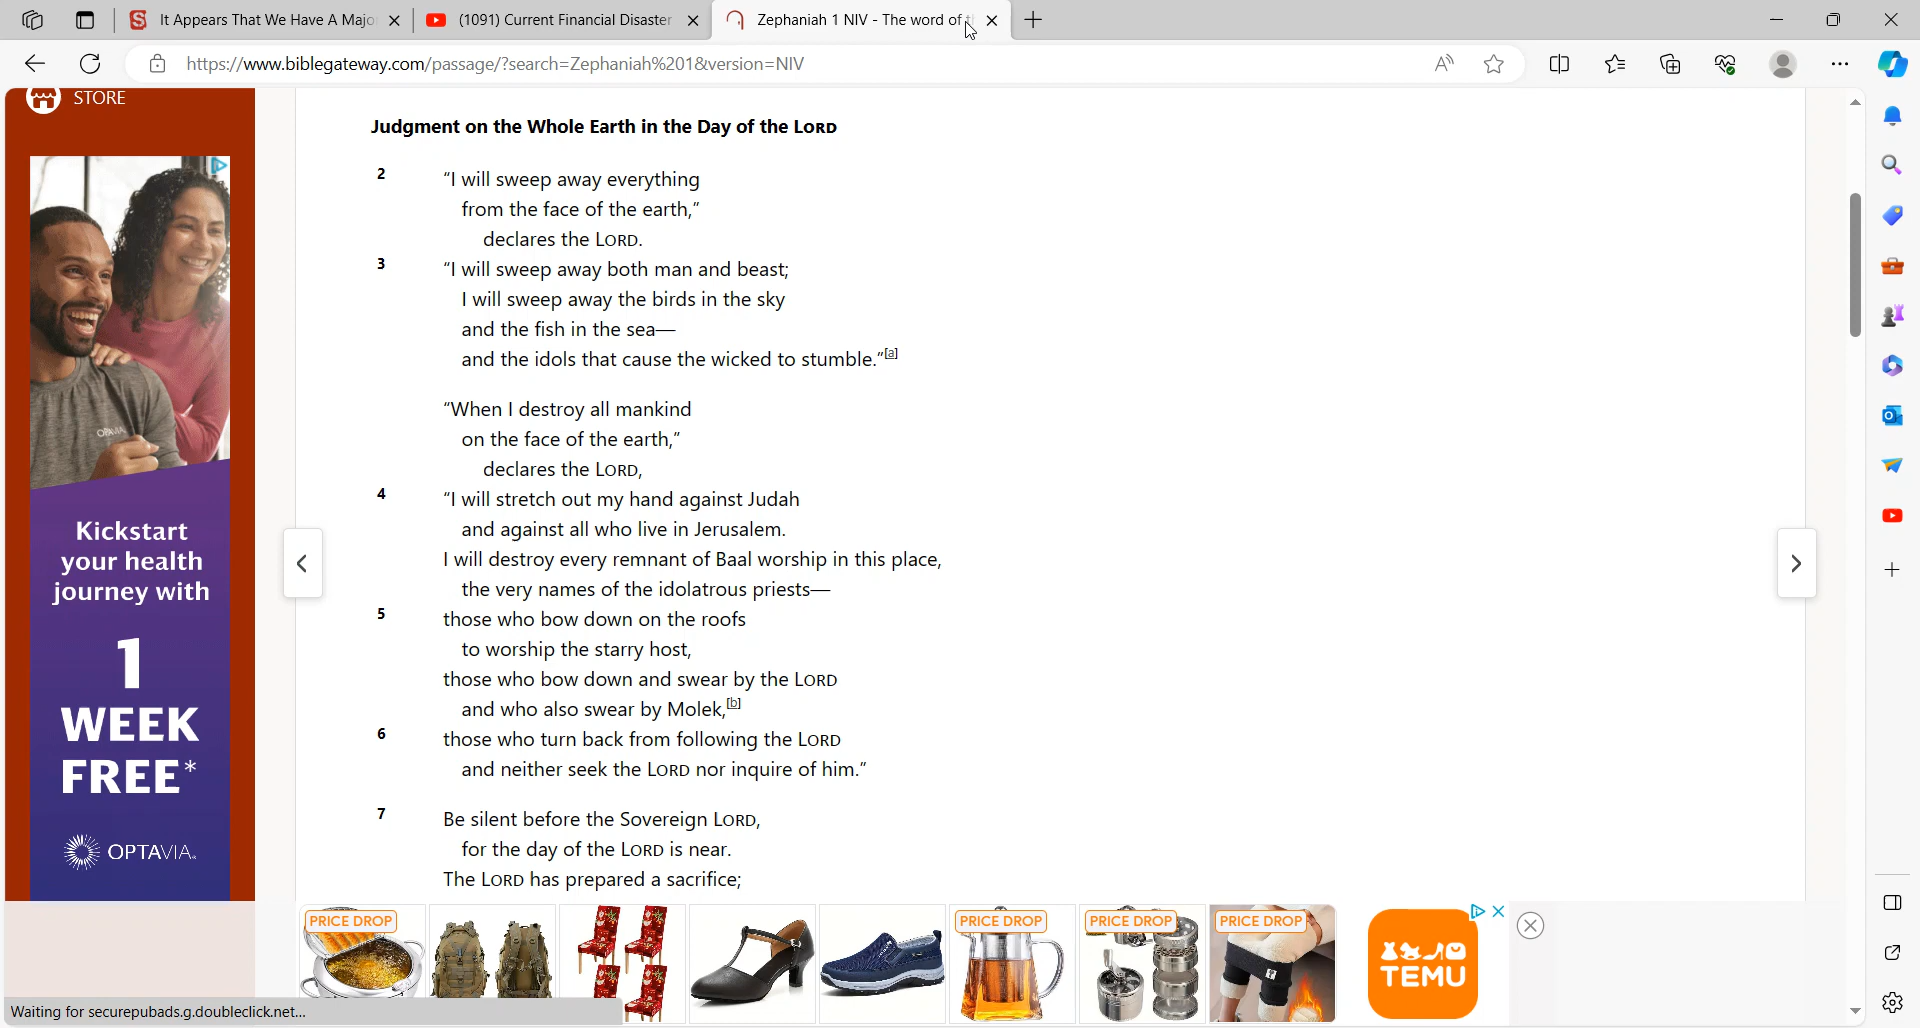 It Appears That We Have A Majo
(1091) Current Financial Disaster
Zephaniah 1 NIV - The word of
https://www.biblegateway.com/passage/?search=Zephaniah%201&version=NIV
STORE
Judgment on the Whole Earth in the Day of the LORD
2 “I will sweep away everything
from the face of the earth,”
declares the LORD.
3 “I will sweep away both man and beast;
I will sweep away the birds in the sky
and the fish in the sea—
and the idols that cause the wicked to stumble.”[a]
“When I destroy all mankind
on the face of the earth,”
declares the LORD,
4 “I will stretch out my hand against Judah
and against all who live in Jerusalem.
I will destroy every remnant of Baal worship in this place,
the very names of the idolatrous priests—
5 those who bow down on the roofs
to worship the starry host,
those who bow down and swear by the LORD
and who also swear by Molek,[b]
6 those who turn back from following the LORD
and neither seek the LORD nor inquire of him.”
7 Be silent before the Sovereign LORD,
for the day of the LORD is near.
The LORD has prepared a sacrifice;
OPTAVIA
Kickstart
your health
journey with
1
WEEK
FREE*
OPTAVIA
PRICE DROP
PRICE DROP
PRICE DROP
PRICE DROP
TEMU
Waiting for securepubads.g.doubleclick.net...